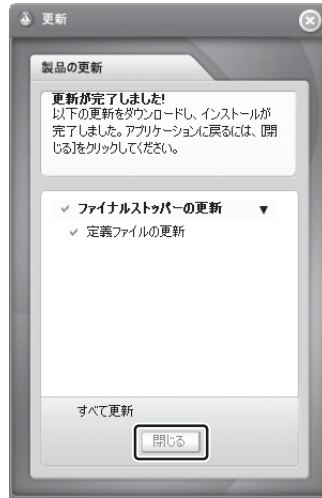 更新
製品の更新
更新が完了しました!
以下の更新をダウンロードし、インストールが
完了しました。アプリケーションに戻るには、[閉
じる]をクリックしてください。
ファイナルストッパーの更新
定義ファイルの更新
すべて更新
閉じる